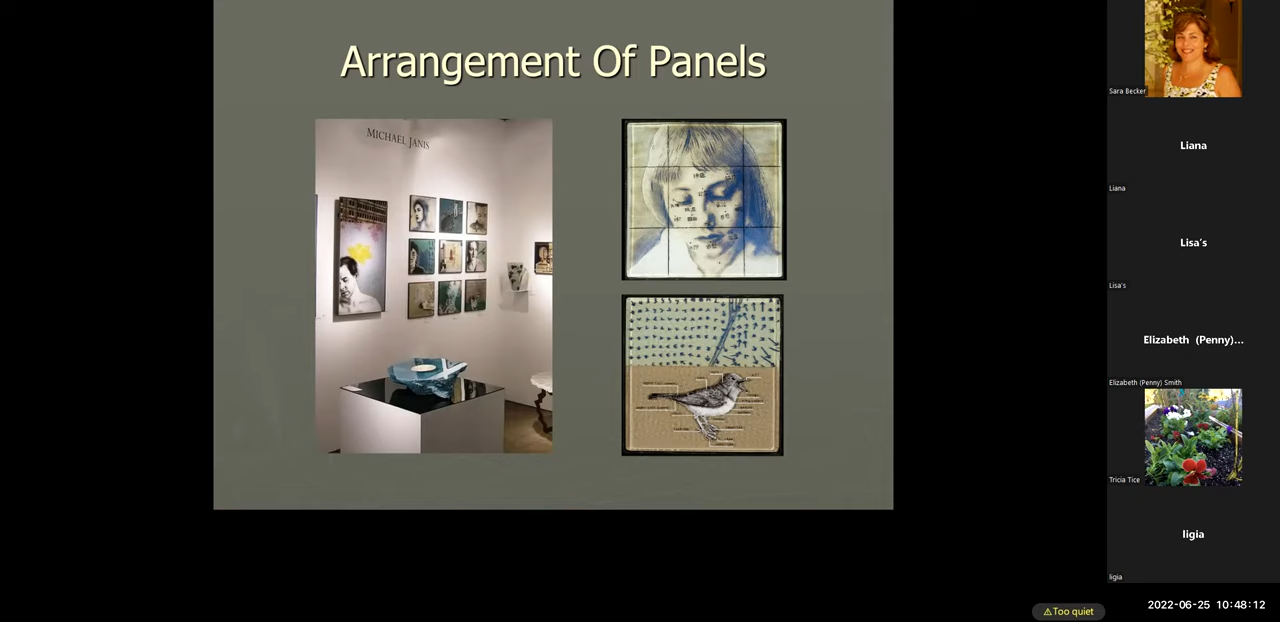 Arrangement Of Panels
MICHAEL JANIS
Sara Becker
Liana
Liana
Lisa's
Lisa's
Elizabeth (Penny)...
Elizabeth (Penny) Smith
Tricia Tice
ligia
ligia
⚠Too quiet
2022-06-25 10:48:12